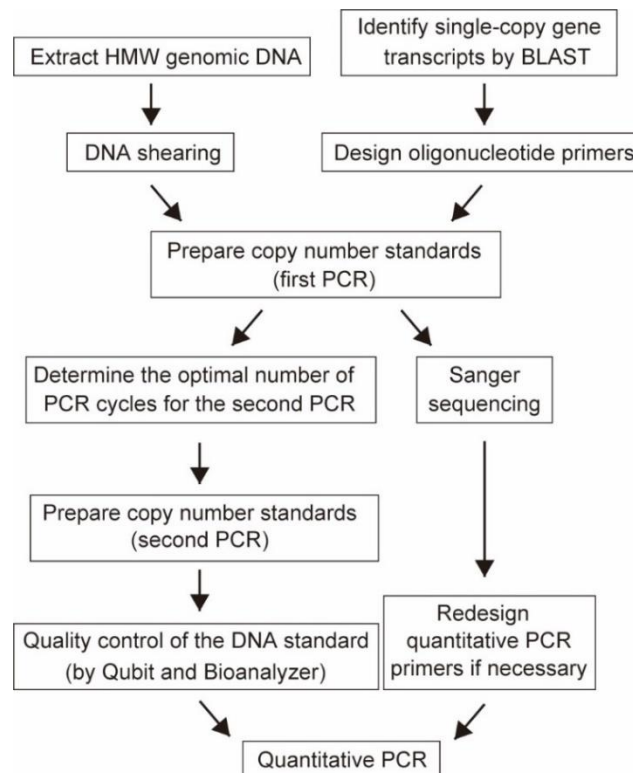 Extract HMW genomic DNA
Identify single-copy gene
transcripts by BLAST
DNA shearing
Design oligonucleotide primers
Prepare copy number standards
(first PCR)
Determine the optimal number of
PCR cycles for the second PCR
Sanger
sequencing
Prepare copy number standards
(second PCR)
Quality control of the DNA standard
(by Qubit and Bioanalyzer)
Redesign
quantitative PCR
primers if necessary
Quantitative PCR